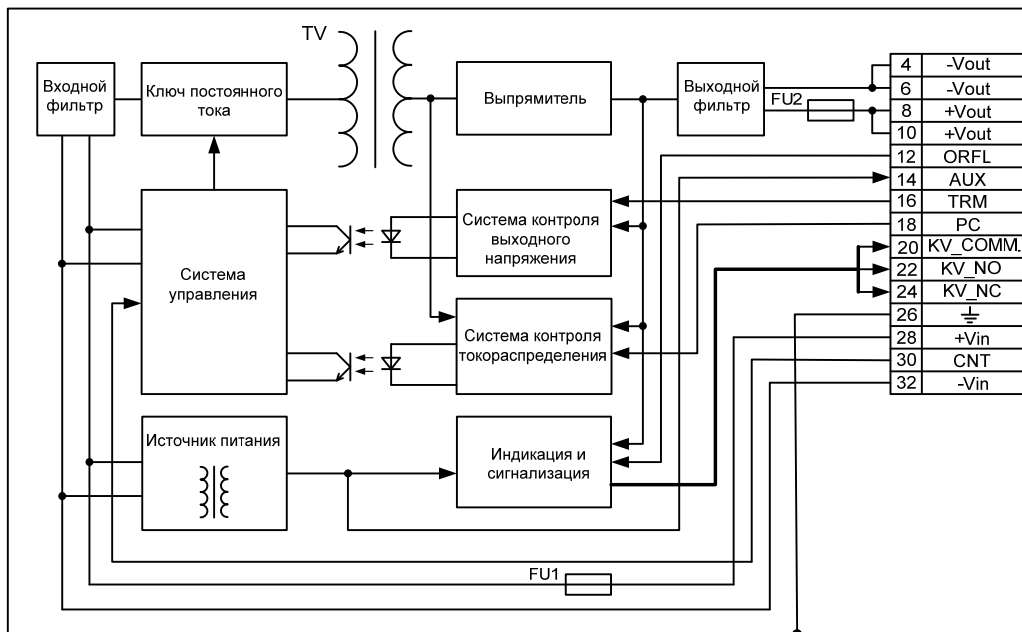 TV
Входной
фильтр
Ключ постоянного
тока
Выпрямитель
Выходной
фильтр
FU2
4 -Vout
6 -Vout
8 +Vout
10 +Vout
12 ORFL
14 AUX
16 TRM
18 PC
20 KV_COMM.
22 KV_NO
24 KV_NC
26
28 +Vin
30 CNT
32 -Vin
Система
управления
Система контроля
выходного
напряжения
Система контроля
токораспределения
Источник питания
Индикация и
сигнализация
FU1